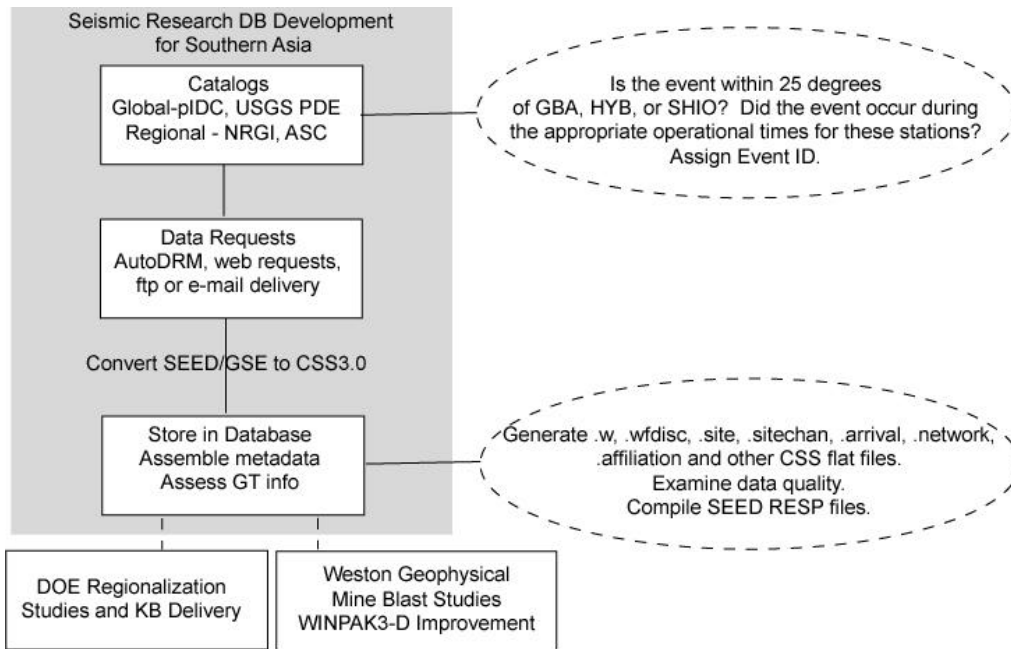 Seismic Research DB Development
for Southern Asia
Catalogs
Global-pIDC, USGS PDE
Regional - NRGI, ASC
Is the event within 25 degrees
of GBA, HYB, or SHIO? Did the event occur during
the appropriate operational times for these stations?
Assign Event ID.
Data Requests
AutoDRM, web requests,
ftp or e-mail delivery
Convert SEED/GSE to CSS3.0
Store in Database
Assemble metadata
Assess GT info
Generate .w, .wfdisc, .site, .sitechan, .arrival, .network,
.affiliation and other CSS flat files.
Examine data quality.
Compile SEED RESP files.
DOE Regionalization
Studies and KB Delivery
Weston Geophysical
Mine Blast Studies
WINPAK3-D Improvement